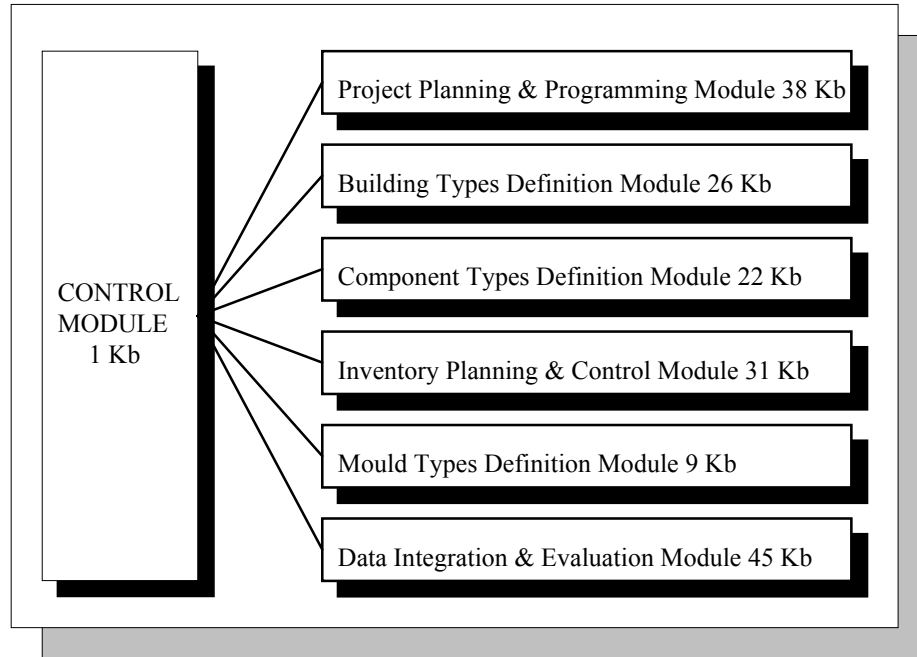 CONTROL
MODULE
1 Kb
Project Planning & Programming Module 38 Kb
Building Types Definition Module 26 Kb
Component Types Definition Module 22 Kb
Inventory Planning & Control Module 31 Kb
Mould Types Definition Module 9 Kb
Data Integration & Evaluation Module 45 Kb